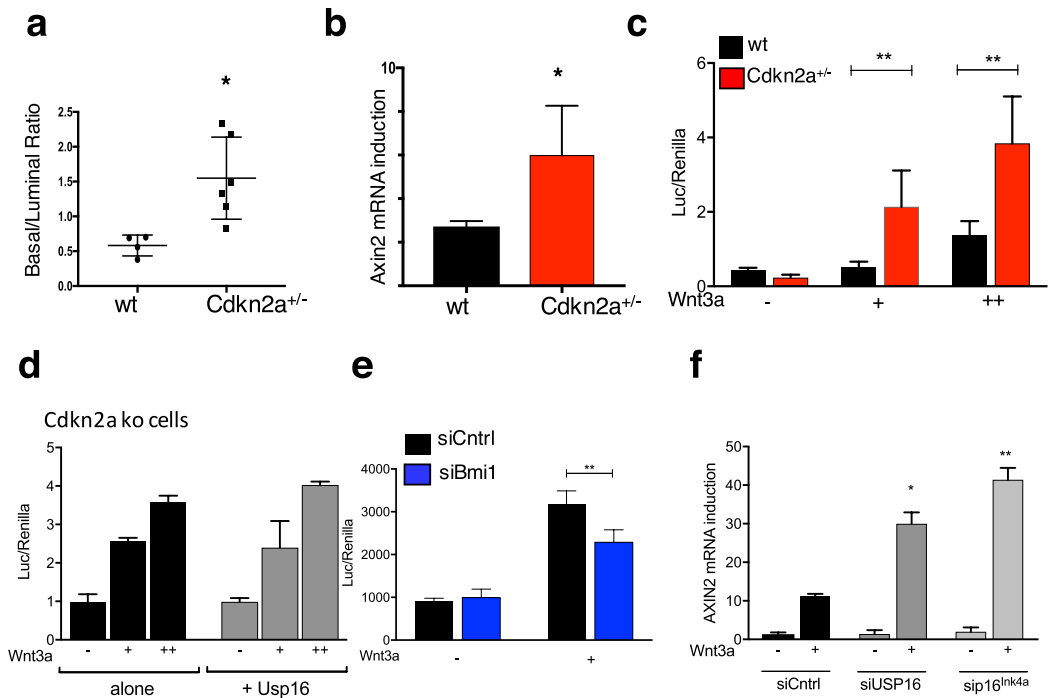 a
*
Basal/Luminal Ratio
2.5
2.0
1.5
1.0
0.5
0.0
wt
Cdkn2a+/-
b
*
Axin2 mRNA induction
10
0
wt
Cdkn2a+/-
c
wt
Cdkn2a+/-
**
**
Luc/Renilla
6
4
2
0
Wnt3a
- + ++
d
Cdkn2a ko cells
Luc/Renilla
5
4
3
2
1
0
Wnt3a - + ++ - + ++
alone + Usp16
e
siCntrl
siBmi1
**
Luc/Renilla
4000
3000
2000
1000
0
Wnt3a - +
f
AXIN2 mRNA induction
50
40
30
20
10
0
*
**
Wnt3a - + - + - +
siCntrl siUSP16 sip16Ink4a